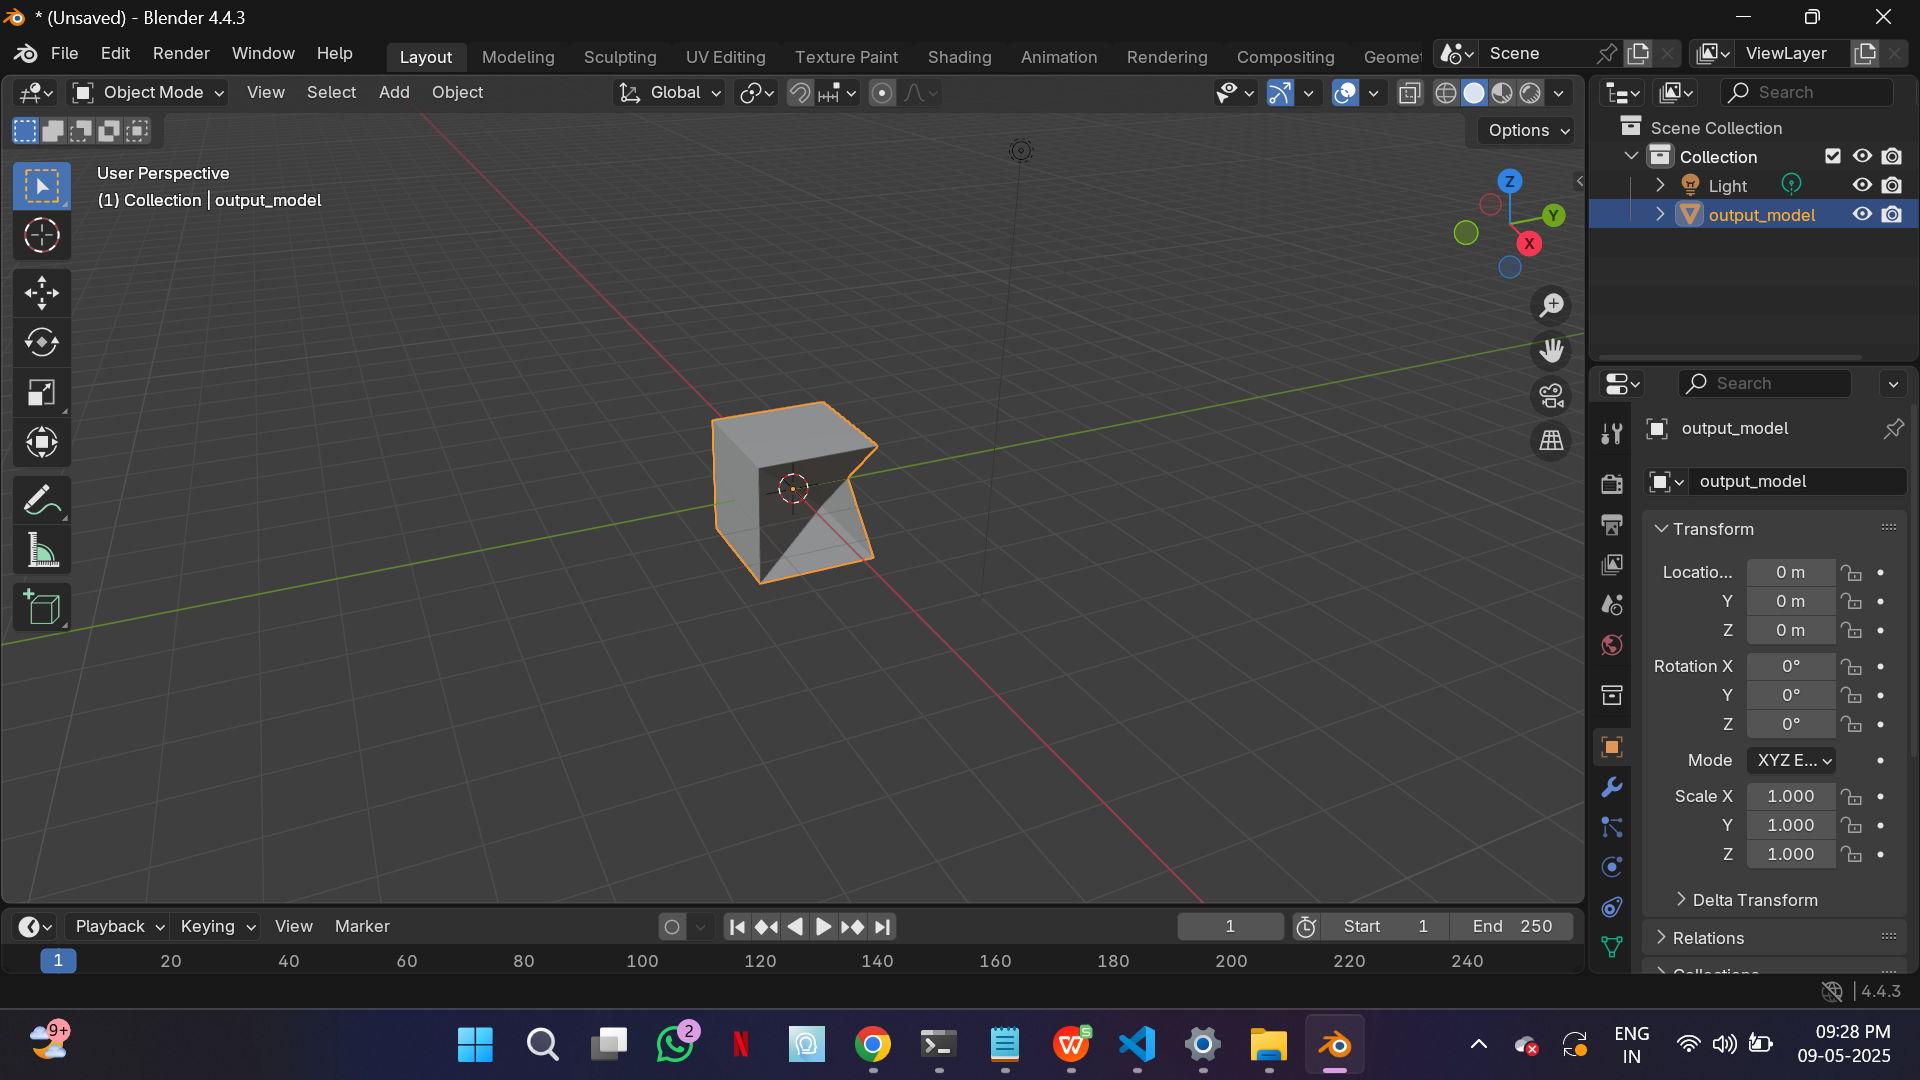 * (Unsaved) - Blender 4.4.3
File Edit Render Window Help
Layout Modeling Sculpting UV Editing Texture Paint Shading Animation Rendering Compositing Geomet
Scene
ViewLayer
Object Mode View Select Add Object
Global
Options
User Perspective
(1) Collection | output_model
Z
Y
X
Search
Scene Collection
Collection
Light
output_model
Search
output_model
output_model
Transform
Locatio... 0 m
Y 0 m
Z 0 m
Rotation X 0°
Y 0°
Z 0°
Mode XYZ E...
Scale X 1.000
Y 1.000
Z 1.000
Delta Transform
Relations
Collections
Playback Keying View Marker
1
Start 1
End 250
1 20 40 60 80 100 120 140 160 180 200 220 240
4.4.3
9+
2
N
W
S
ENG
IN
09:28 PM
09-05-2025